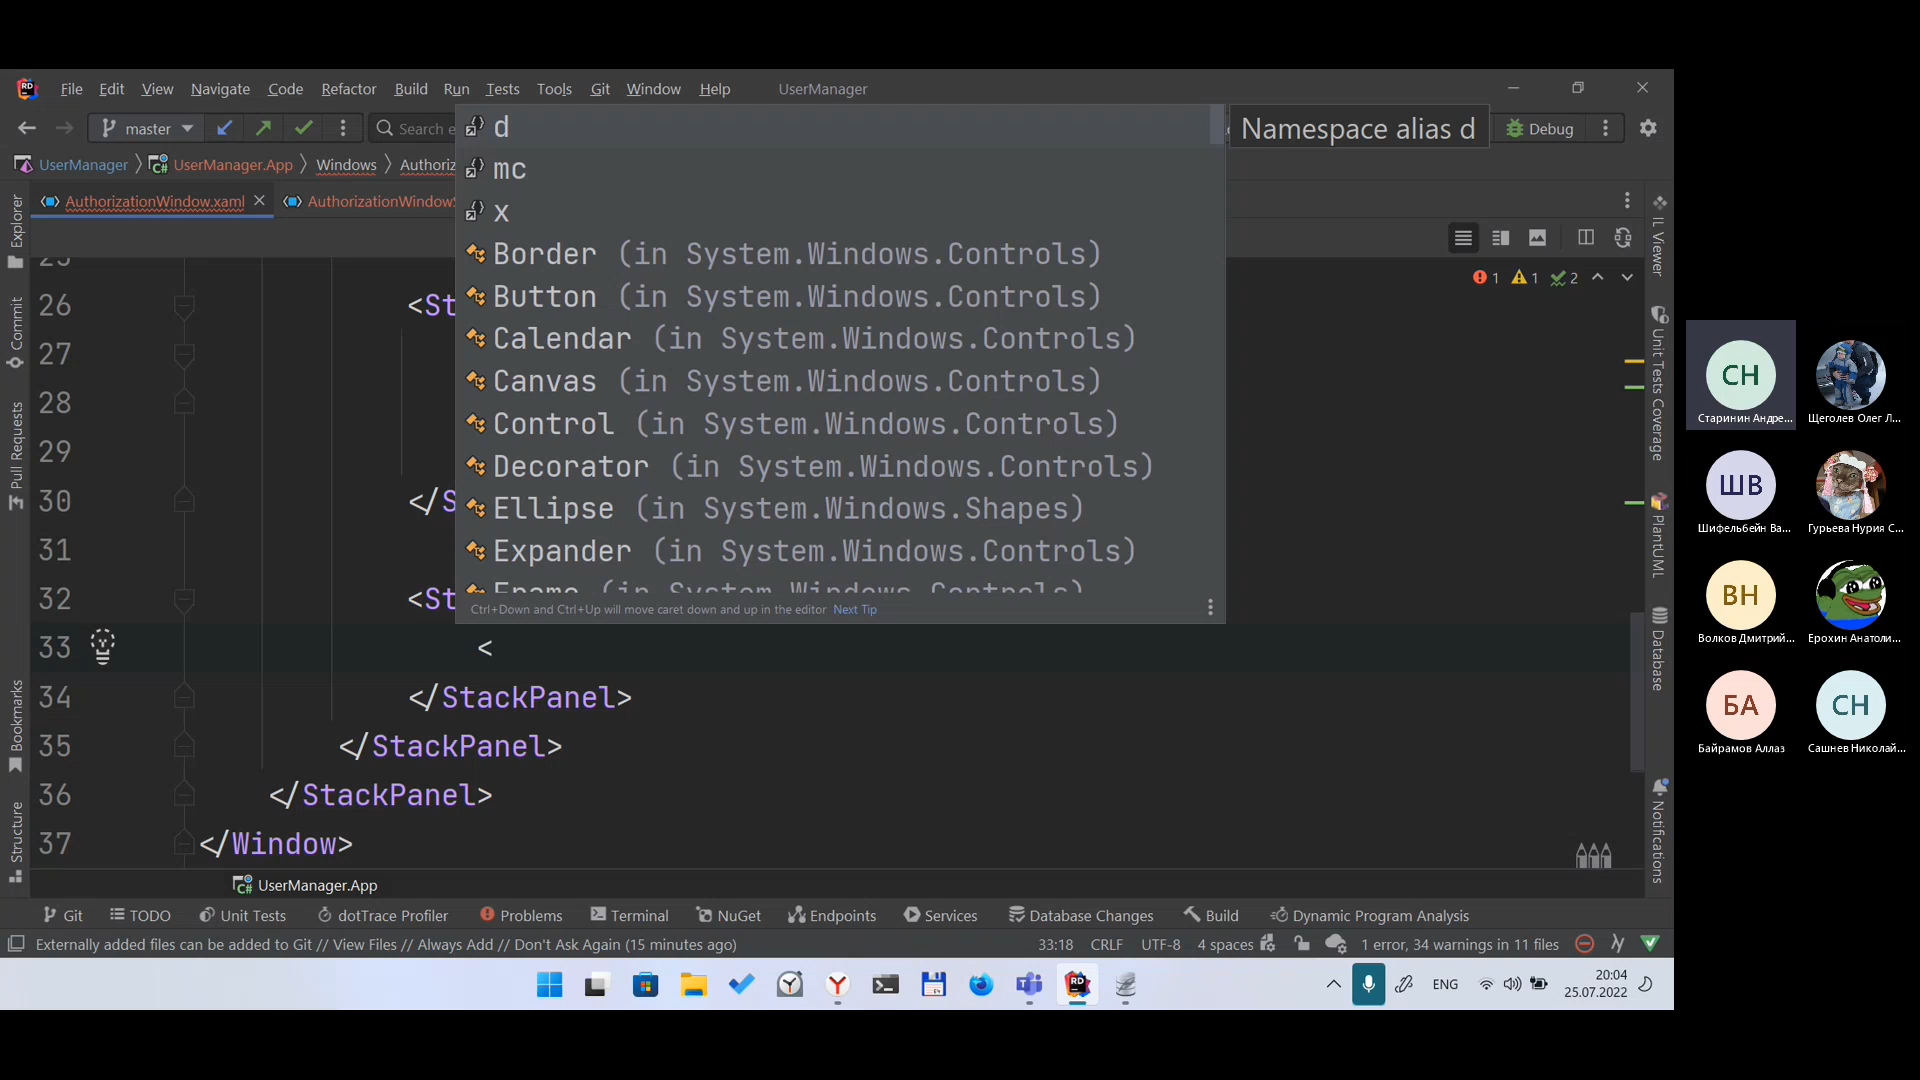 File Edit View Navigate Code Refactor Build Run Tests Tools Git Window Help UserManager
master Search e Debug
UserManager UserManager.App Windows Authoriz
AuthorizationWindow.xaml AuthorizationWindow
d
mc
x
Border (in System.Windows.Controls)
Button (in System.Windows.Controls)
Calendar (in System.Windows.Controls)
Canvas (in System.Windows.Controls)
Control (in System.Windows.Controls)
Decorator (in System.Windows.Controls)
Ellipse (in System.Windows.Shapes)
Expander (in System.Windows.Controls)
Frame (in System.Windows.Controls)
Ctrl+Down and Ctrl+Up will move caret down and up in the editor Next Tip
Namespace alias d
1 1 2
25
26 <St
27
28
29
30 </S
31
32 <St
33 <
34 </StackPanel>
35 </StackPanel>
36 </StackPanel>
37 </Window>
Explorer
Commit
Pull Requests
Bookmarks
Structure
IL Viewer
Unit Tests Coverage
PlantUML
Database
Notifications
UserManager.App
Git TODO Unit Tests dotTrace Profiler Problems Terminal NuGet Endpoints Services Database Changes Build Dynamic Program Analysis
Externally added files can be added to Git // View Files // Always Add // Don't Ask Again (15 minutes ago) 33:18 CRLF UTF-8 4 spaces 1 error, 34 warnings in 11 files
ENG 20:04
25.07.2022
СН
Старинин Андре...
Щеголев Олег Л...
ШВ
Шифельбейн Ва...
Гурьева Нурия С...
ВН
Волков Дмитрий...
Ерохин Анатоли...
БА
Байрамов Аллаз
СН
Сашнев Николай...